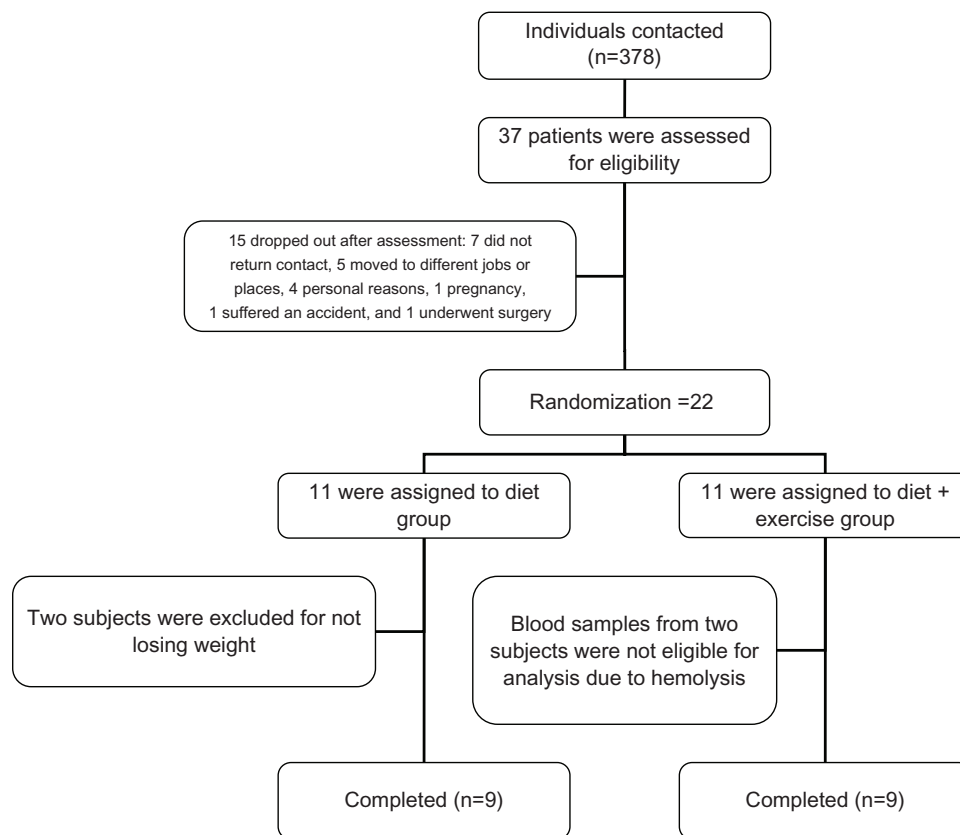 Individuals contacted
(n=378)
37 patients were assessed
for eligibility
15 dropped out after assessment: 7 did not
return contact, 5 moved to different jobs or
places, 4 personal reasons, 1 pregnancy,
1 suffered an accident, and 1 underwent surgery
Randomization =22
11 were assigned to diet
group
11 were assigned to diet +
exercise group
Two subjects were excluded for not
losing weight
Blood samples from two
subjects were not eligible for
analysis due to hemolysis
Completed (n=9)
Completed (n=9)